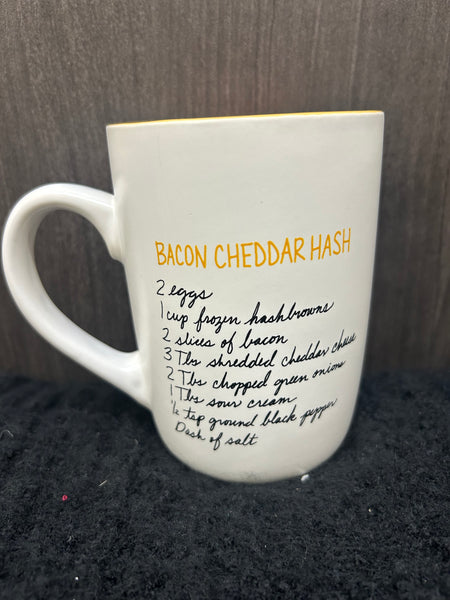 BACON CHEDDAR HASH
2 eggs
1 cup frozen hashbrowns
2 slices of bacon
3 Tbs shredded cheddar cheese
2 Tbs chopped green onions
1 Tbs sour cream
¼ tsp ground black pepper
Dash of salt